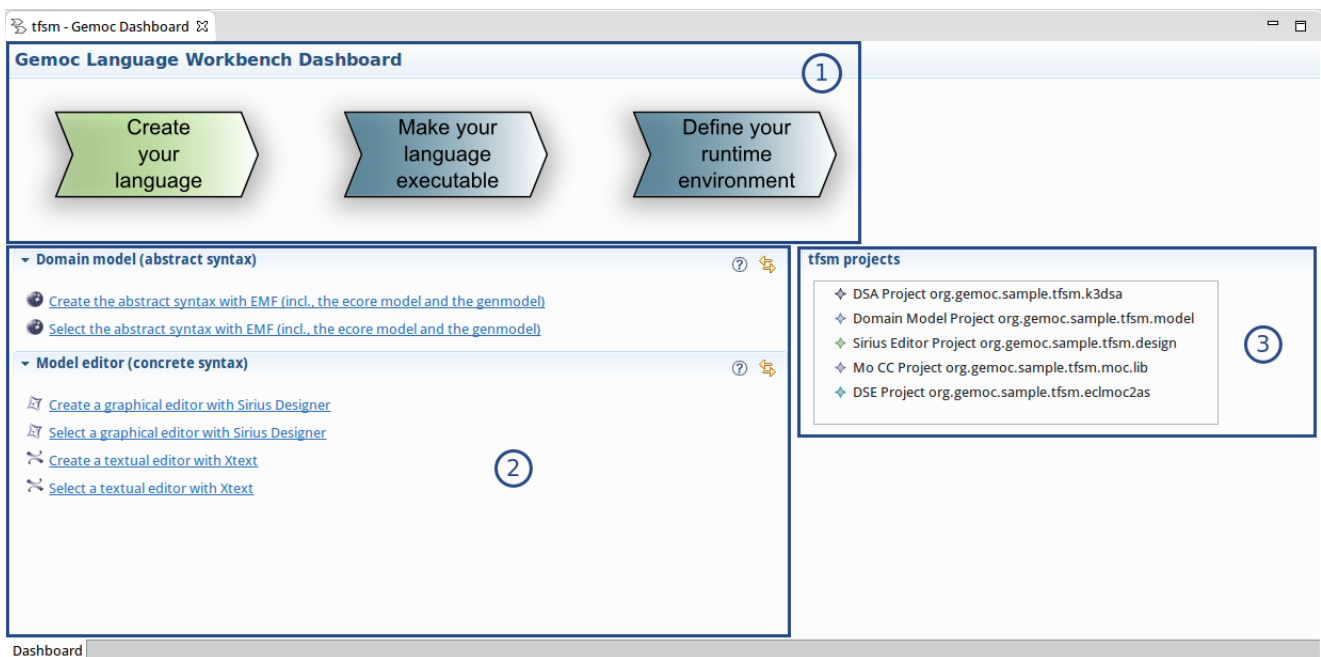 tfsm - Gemoc Dashboard
Gemoc Language Workbench Dashboard
1
Create
your
language
Make your
language
executable
Define your
runtime
environment
Domain model (abstract syntax)
Create the abstract syntax with EMF (incl., the ecore model and the genmodel)
Select the abstract syntax with EMF (incl., the ecore model and the genmodel)
Model editor (concrete syntax)
Create a graphical editor with Sirius Designer
Select a graphical editor with Sirius Designer
Create a textual editor with Xtext
Select a textual editor with Xtext
2
tfsm projects
DSA Project org.gemoc.sample.tfsm.k3dsa
Domain Model Project org.gemoc.sample.tfsm.model
Sirius Editor Project org.gemoc.sample.tfsm.design
Mo CC Project org.gemoc.sample.tfsm.moc.lib
DSE Project org.gemoc.sample.tfsm.eclmoc2as
3
Dashboard